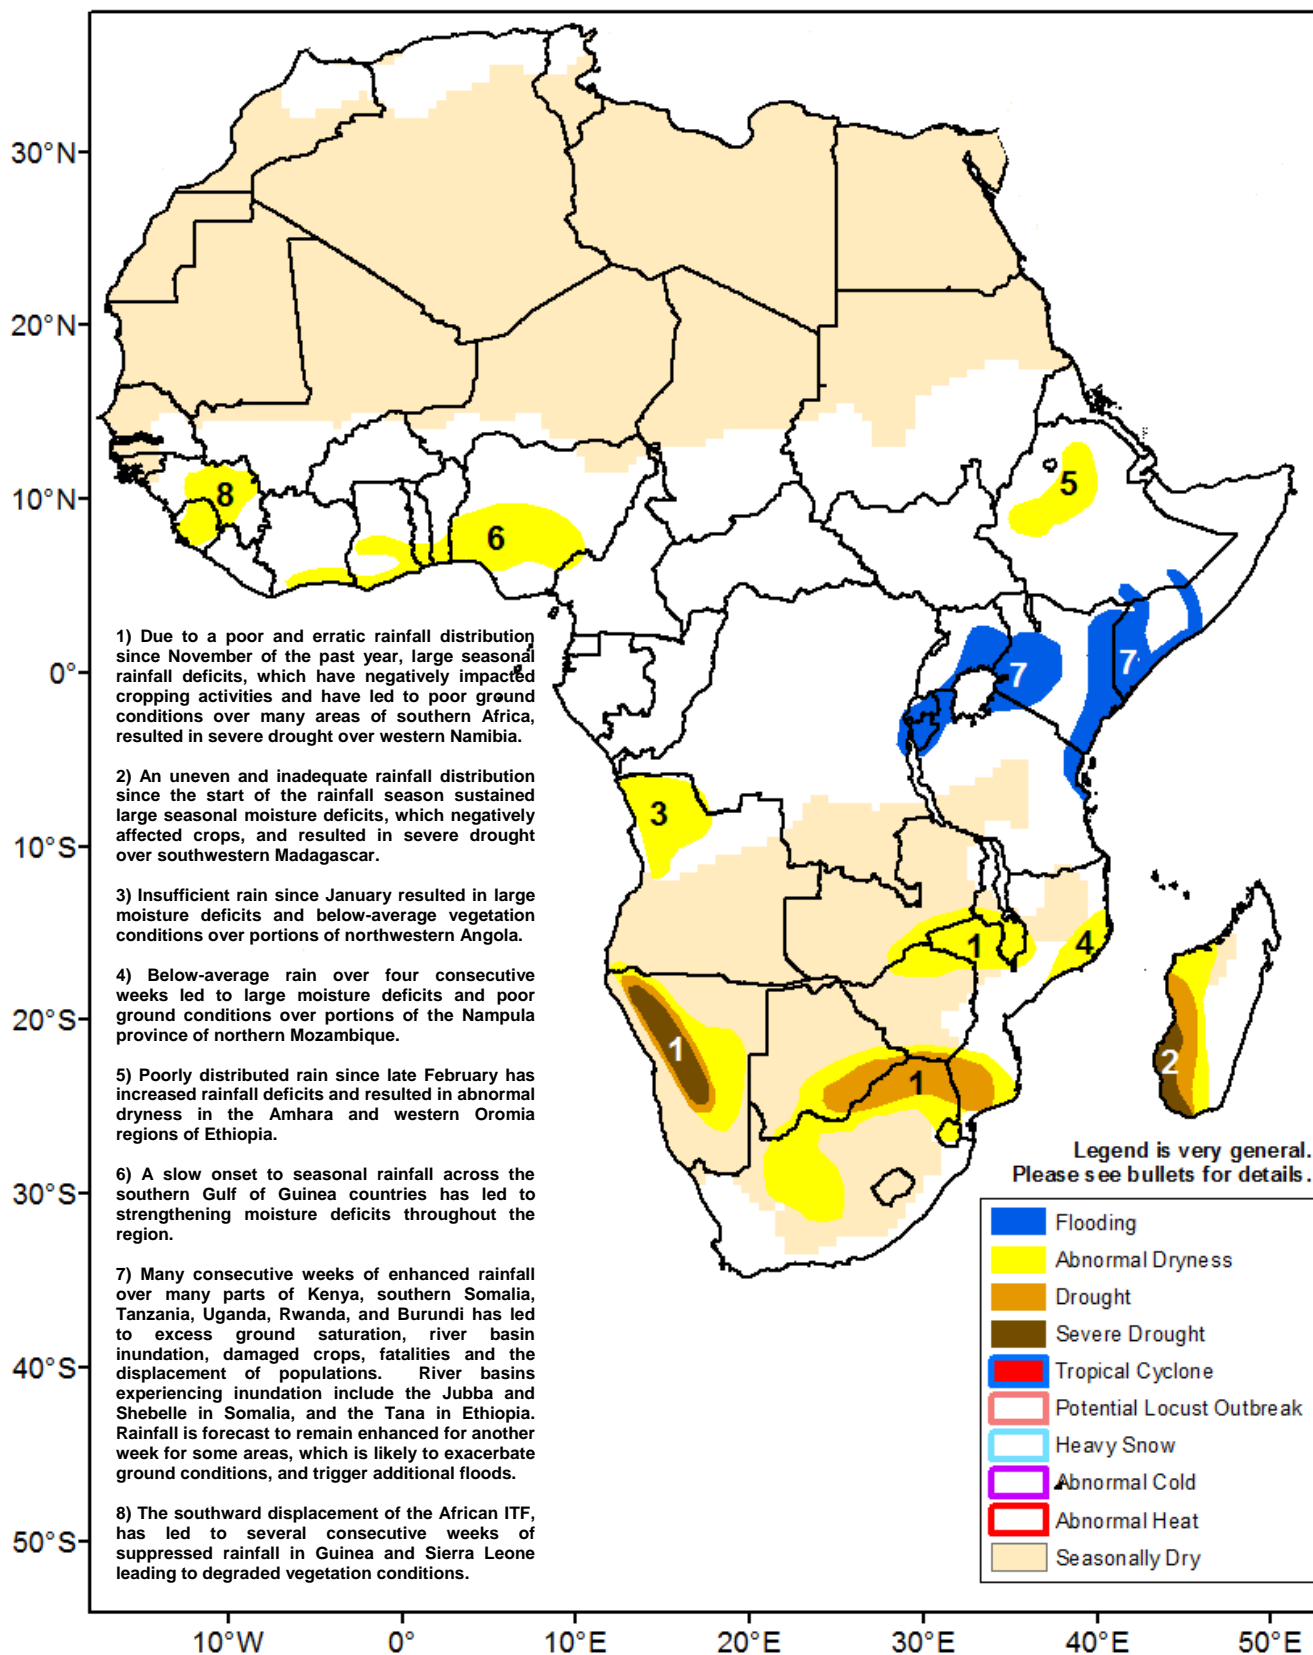 30°N
20°N
10°N
0°
10°S
20°S
30°S
40°S
50°S
8
6
5
7
7
3
1
4
1
1
2
1) Due to a poor and erratic rainfall distribution
since November of the past year, large seasonal
rainfall deficits, which have negatively impacted
cropping activities and have led to poor ground
conditions over many areas of southern Africa,
resulted in severe drought over western Namibia.
2) An uneven and inadequate rainfall distribution
since the start of the rainfall season sustained
large seasonal moisture deficits, which negatively
affected crops, and resulted in severe drought
over southwestern Madagascar.
3) Insufficient rain since January resulted in large
moisture deficits and below-average vegetation
conditions over portions of northwestern Angola.
4) Below-average rain over four consecutive
weeks led to large moisture deficits and poor
ground conditions over portions of the Nampula
province of northern Mozambique.
5) Poorly distributed rain since late February has
increased rainfall deficits and resulted in abnormal
dryness in the Amhara and western Oromia
regions of Ethiopia.
6) A slow onset to seasonal rainfall across the
southern Gulf of Guinea countries has led to
strengthening moisture deficits throughout the
region.
7) Many consecutive weeks of enhanced rainfall
over many parts of Kenya, southern Somalia,
Tanzania, Uganda, Rwanda, and Burundi has led
to excess ground saturation, river basin
inundation, damaged crops, fatalities and the
displacement of populations. River basins
experiencing inundation include the Jubba and
Shebelle in Somalia, and the Tana in Ethiopia.
Rainfall is forecast to remain enhanced for another
week for some areas, which is likely to exacerbate
ground conditions, and trigger additional floods.
8) The southward displacement of the African ITF,
has led to several consecutive weeks of
suppressed rainfall in Guinea and Sierra Leone
leading to degraded vegetation conditions.
Legend is very general.
Please see bullets for details.
Flooding
Abnormal Dryness
Drought
Severe Drought
Tropical Cyclone
Potential Locust Outbreak
Heavy Snow
Abnormal Cold
Abnormal Heat
Seasonally Dry
10°W
0°
10°E
20°E
30°E
40°E
50°E